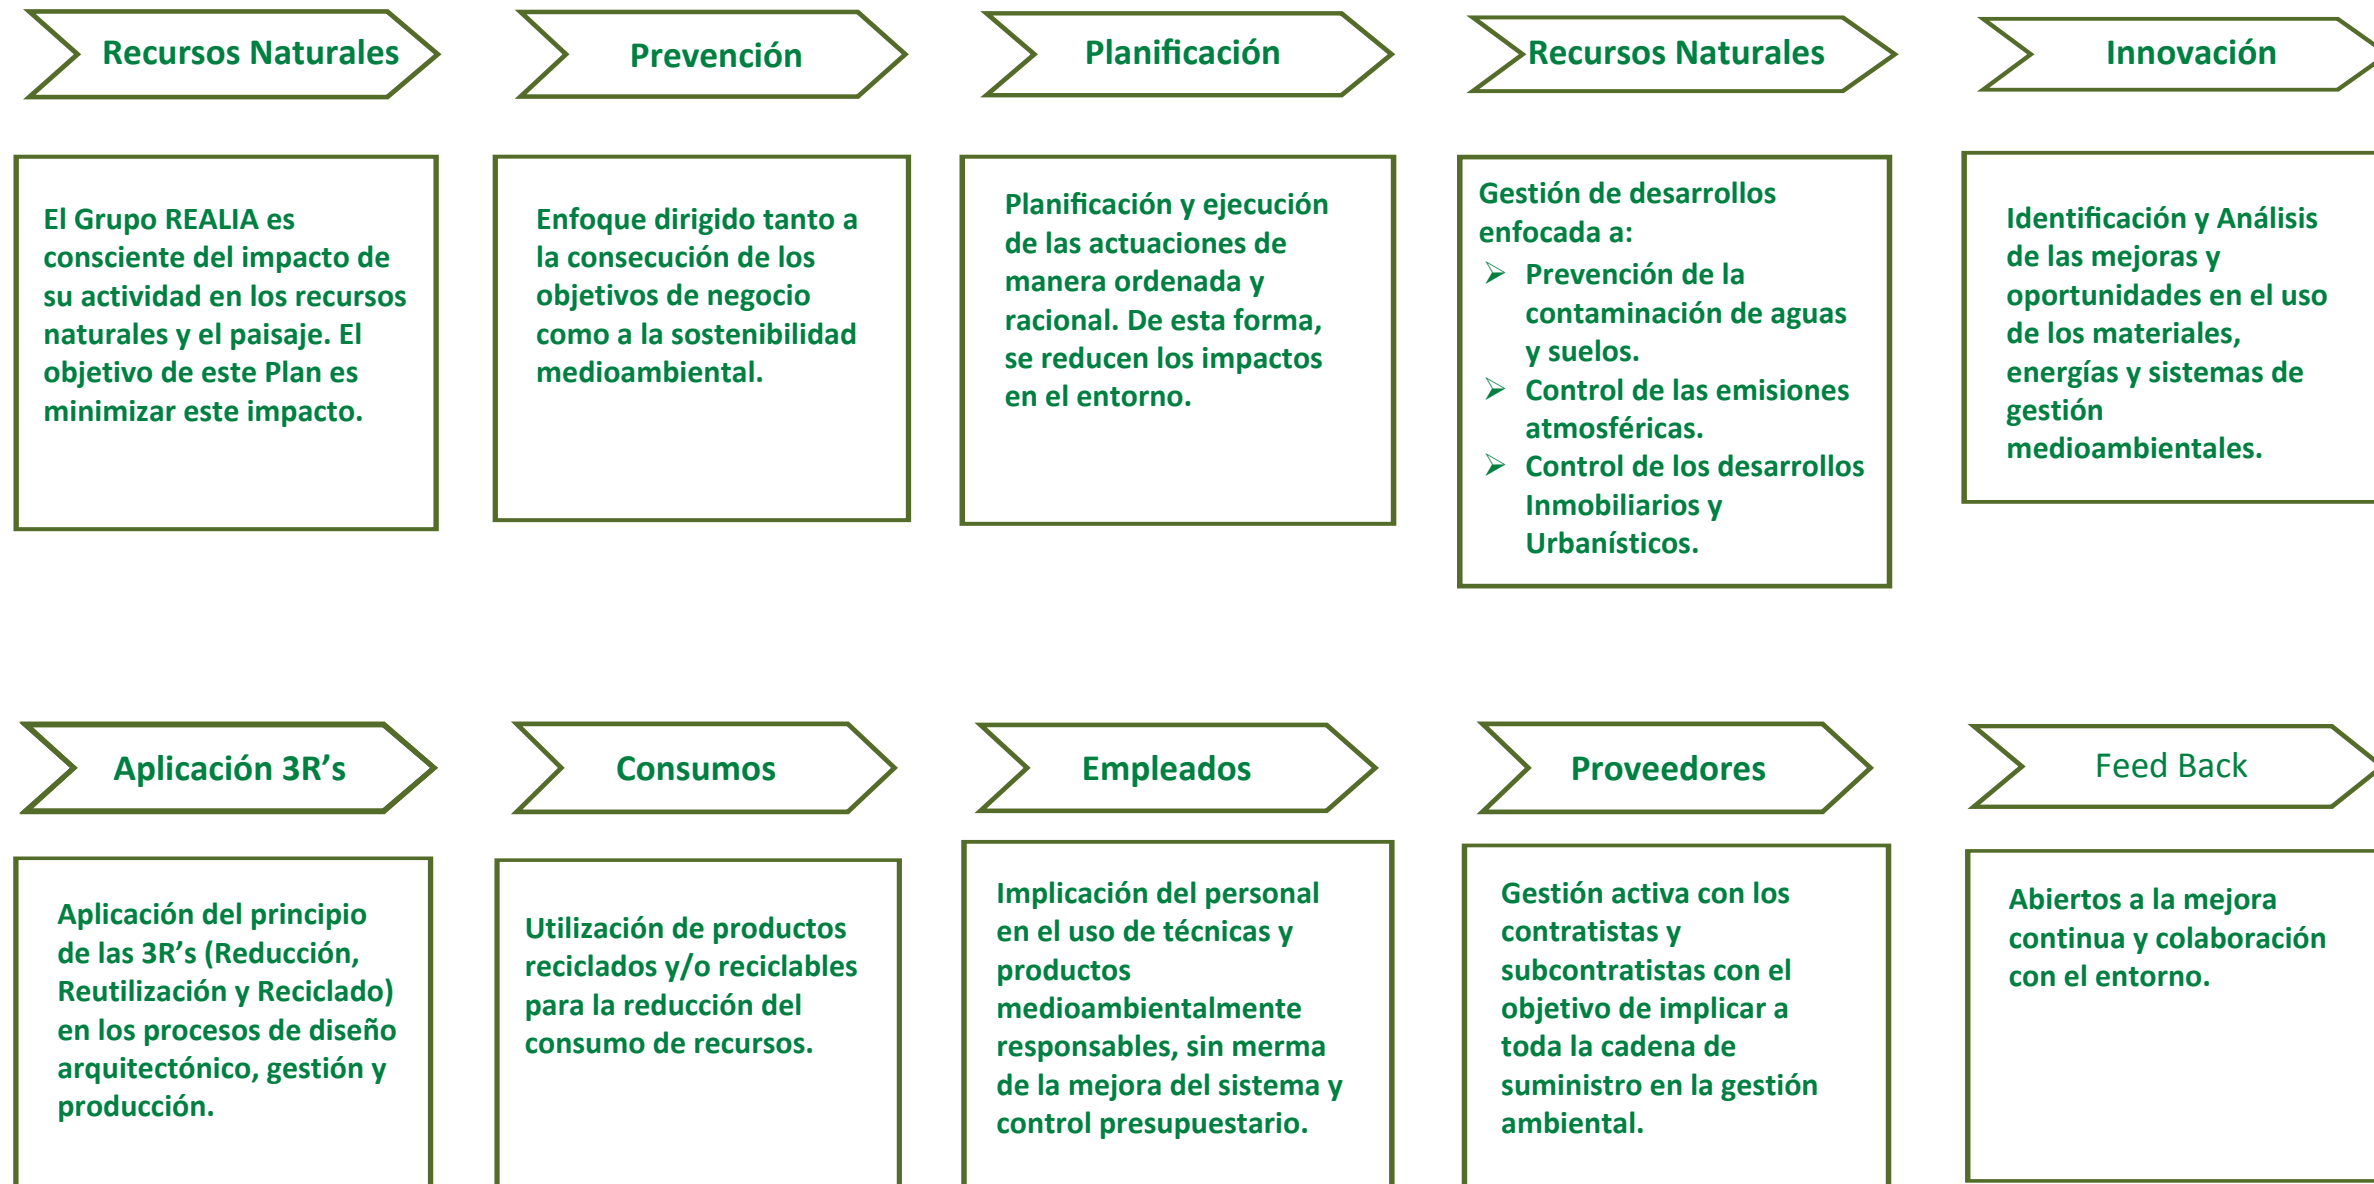 Recursos Naturales
El Grupo REALIA es
consciente del impacto de
su actividad en los recursos
naturales y el paisaje. El
objetivo de este Plan es
minimizar este impacto.
Prevención
Enfoque dirigido tanto a
la consecución de los
objetivos de negocio
como a la sostenibilidad
medioambiental.
Planificación
Planificación y ejecución
de las actuaciones de
manera ordenada y
racional. De esta forma,
se reducen los impactos
en el entorno.
Recursos Naturales
Gestión de desarrollos
enfocada a:
➢ Prevención de la
contaminación de aguas
y suelos.
➢ Control de las emisiones
atmosféricas.
➢ Control de los desarrollos
Inmobiliarios y
Urbanísticos.
Innovación
Identificación y Análisis
de las mejoras y
oportunidades en el uso
de los materiales,
energías y sistemas de
gestión
medioambientales.
Aplicación 3R’s
Aplicación del principio
de las 3R’s (Reducción,
Reutilización y Reciclado)
en los procesos de diseño
arquitectónico, gestión y
producción.
Consumos
Utilización de productos
reciclados y/o reciclables
para la reducción del
consumo de recursos.
Empleados
Implicación del personal
en el uso de técnicas y
productos
medioambientalmente
responsables, sin merma
de la mejora del sistema y
control presupuestario.
Proveedores
Gestión activa con los
contratistas y
subcontratistas con el
objetivo de implicar a
toda la cadena de
suministro en la gestión
ambiental.
Feed Back
Abiertos a la mejora
continua y colaboración
con el entorno.